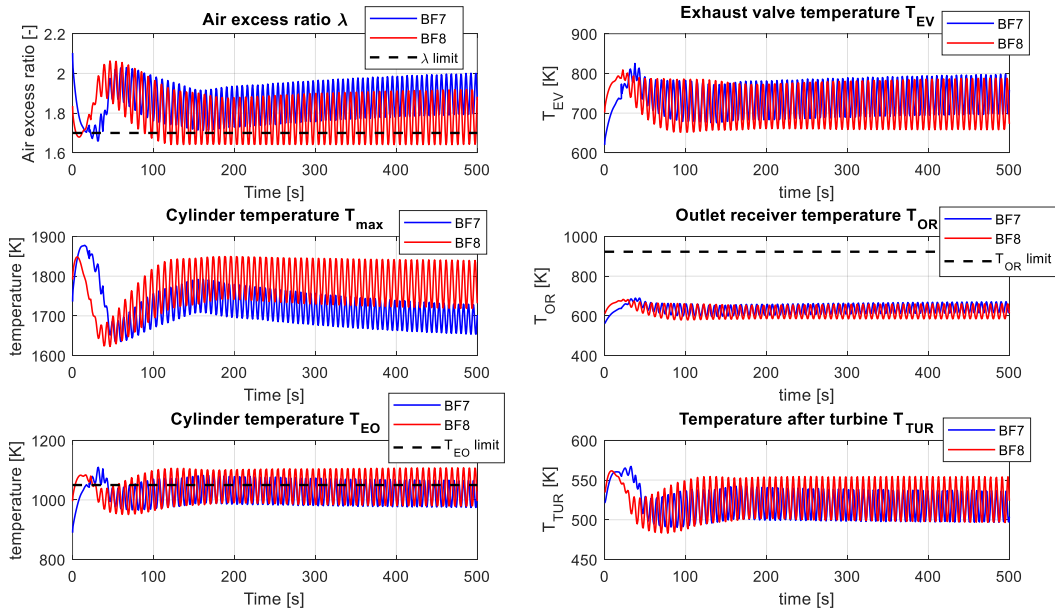 Air excess ratio λ
Air excess ratio [-]
2.2
2
1.8
1.6
0
100
200
300
400
500
Time [s]
BF7
BF8
λ limit
Exhaust valve temperature T_EV
T_EV [K]
900
800
700
600
0
100
200
300
400
500
time [s]
BF7
BF8
Cylinder temperature T_max
temperature [K]
1900
1800
1700
1600
0
100
200
300
400
500
Time [s]
BF7
BF8
Outlet receiver temperature T_OR
T_OR [K]
1000
800
600
400
0
100
200
300
400
500
time [s]
BF7
BF8
T_OR limit
Cylinder temperature T_EO
temperature [K]
1200
1000
800
0
100
200
300
400
500
Time [s]
BF7
BF8
T_EO limit
Temperature after turbine T_TUR
T_TUR [K]
600
550
500
450
0
100
200
300
400
500
time [s]
BF7
BF8